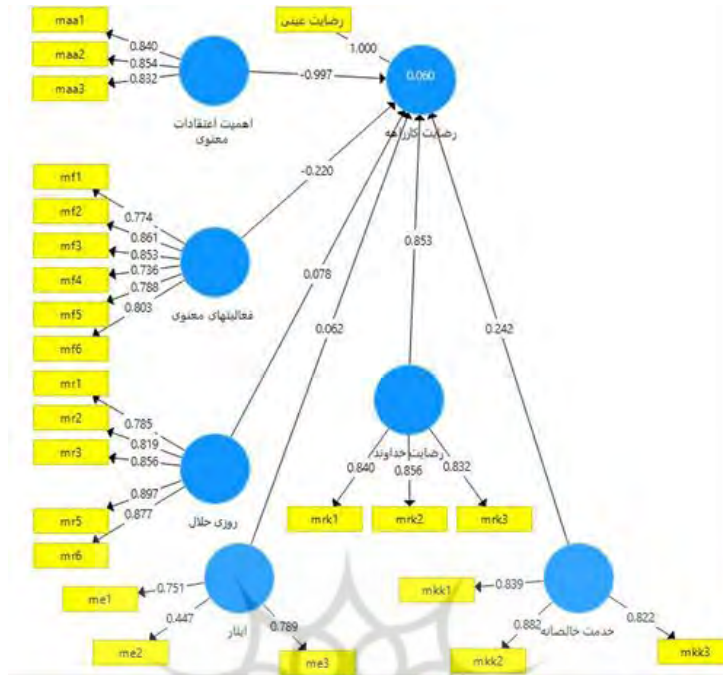 maa1
maa2
maa3
0.840
0.854
0.832
اهمیت اعتقادات
معنوی
رضایت عینی
1.000
-0.997
0.060
رضایت کارراهه
mf1
mf2
mf3
mf4
mf5
mf6
0.774
0.861
0.853
0.736
0.788
0.803
فعالیتهای معنوی
-0.220
0.078
0.062
0.853
0.242
mr1
mr2
mr3
mr5
mr6
0.785
0.819
0.856
0.897
0.877
روزی حلال
رضایت خداوند
0.840
0.856
0.832
mrk1
mrk2
mrk3
me1
me2
me3
0.751
0.447
0.789
ایثار
mkk1
mkk2
mkk3
0.839
0.882
0.822
خدمت خالصانه